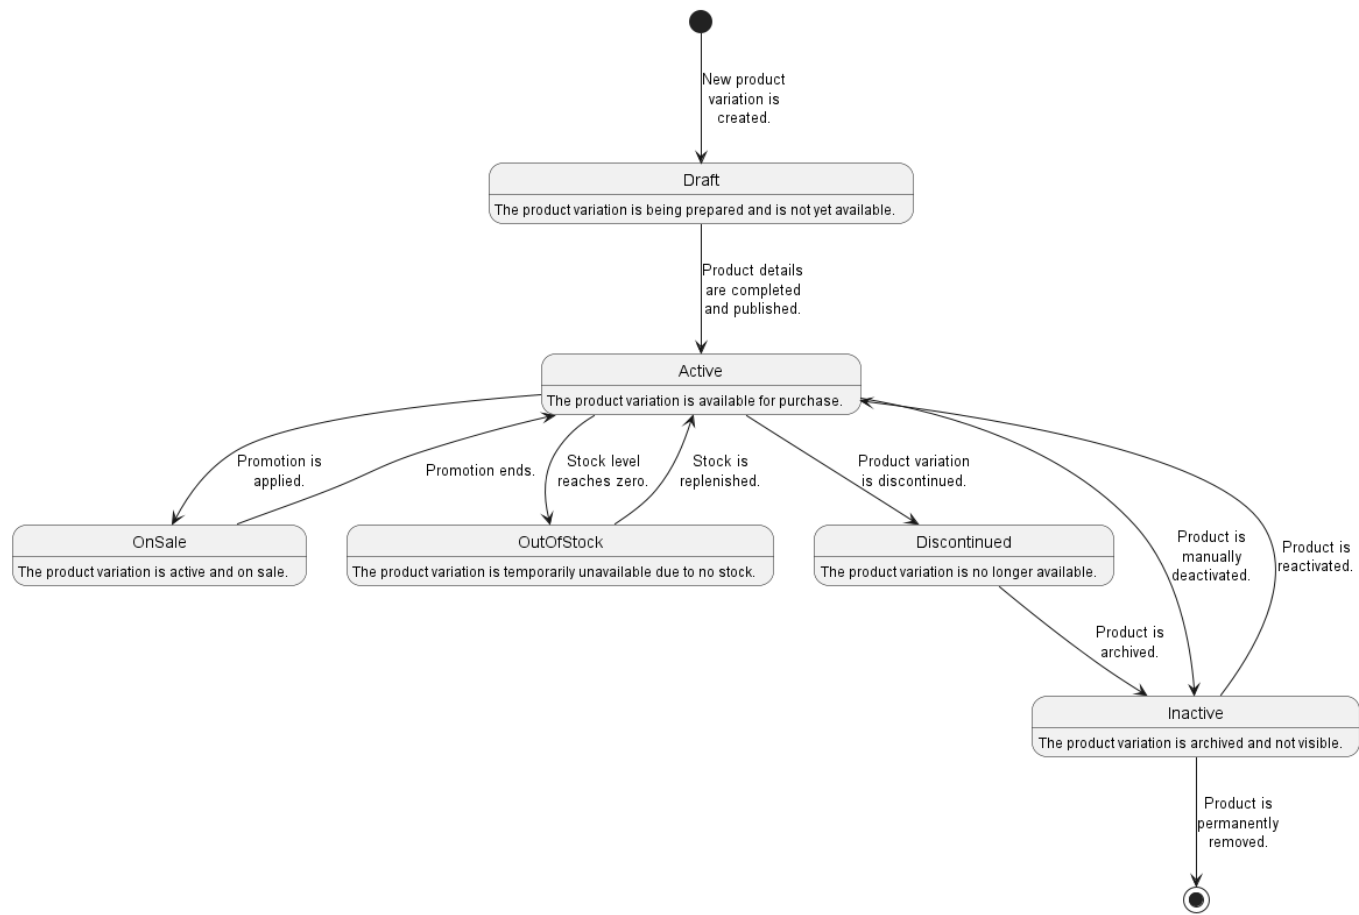 New product
variation is
created.
Draft
The product variation is being prepared and is not yet available.
Product details
are completed
and published.
Active
The product variation is available for purchase.
Promotion is
applied.
Promotion ends.
Stock level
reaches zero.
Stock is
replenished.
Product variation
is discontinued.
Product is
manually
deactivated.
Product is
reactivated.
OnSale
The product variation is active and on sale.
OutOfStock
The product variation is temporarily unavailable due to no stock.
Discontinued
The product variation is no longer available.
Product is
archived.
Inactive
The product variation is archived and not visible.
Product is
permanently
removed.